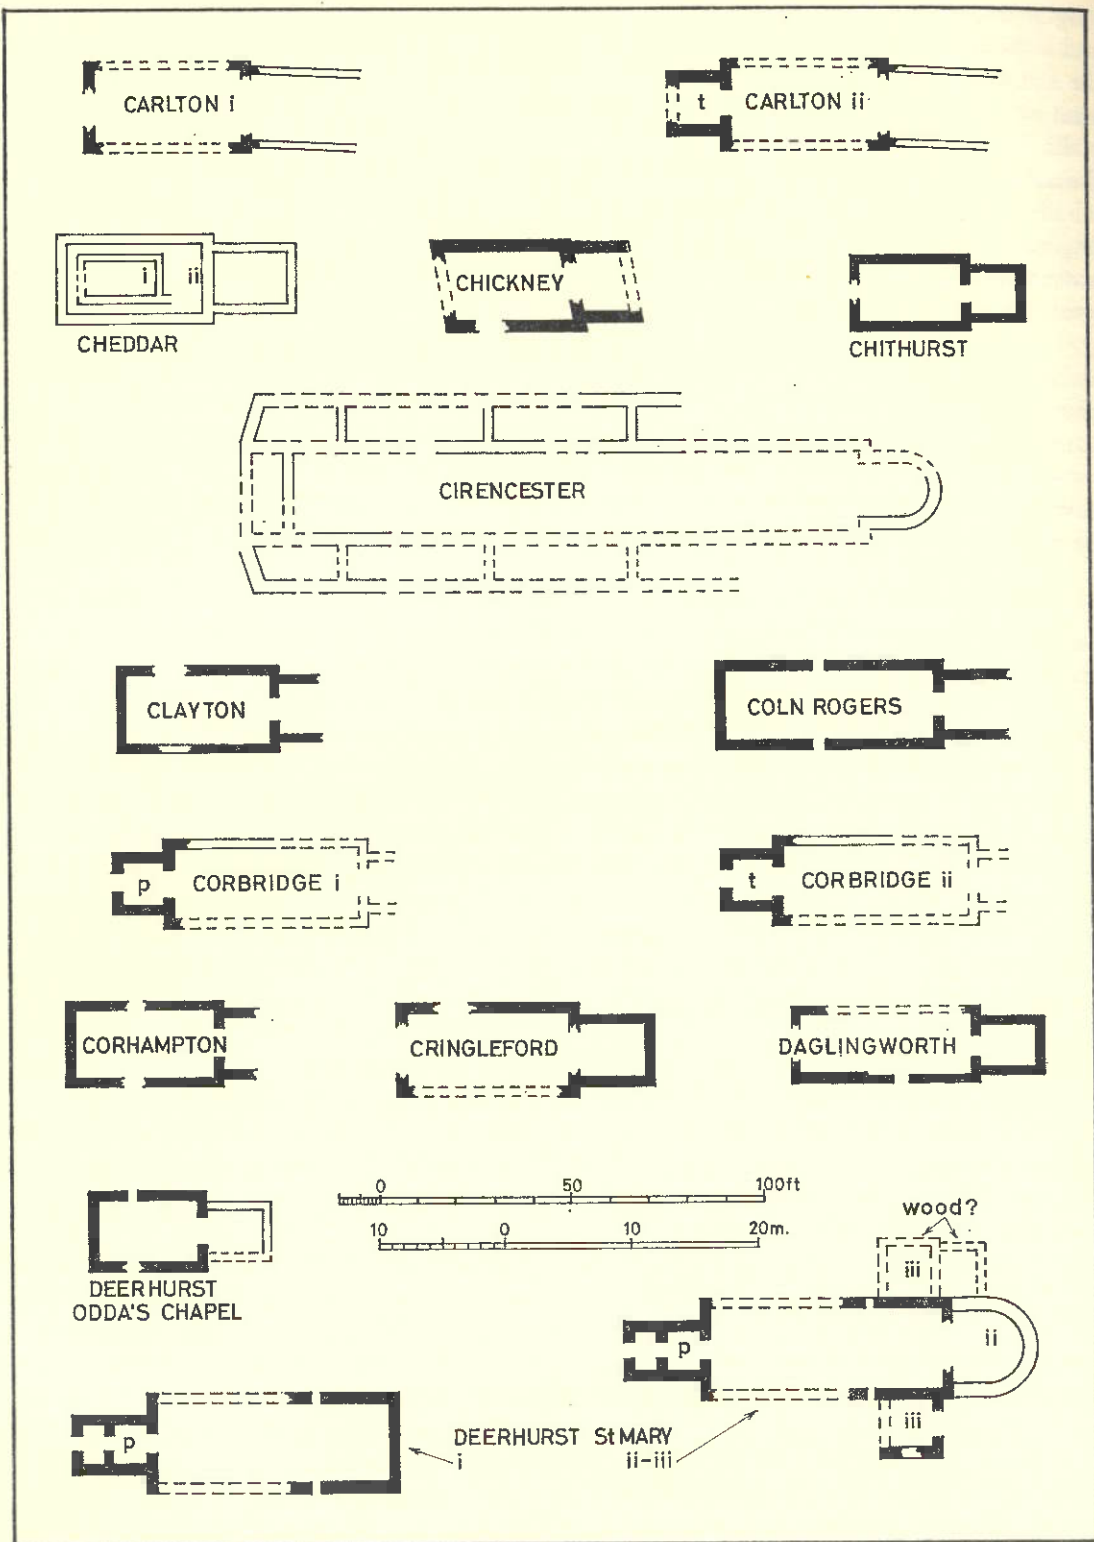 CARLTON i
t CARLTON ii
i ii
CHEDDAR
CHICKNEY
CHITHURST
CIRENCESTER
CLAYTON
COLN ROGERS
p CORBRIDGE i
t CORBRIDGE ii
CORHAMPTON
CRINGLEFORD
DAGLINGWORTH
DEERHURST
ODDA'S CHAPEL
0 50 100ft
10 0 10 20m.
wood?
iii
p ii
iii
p
DEERHURST St MARY
i ii-iii